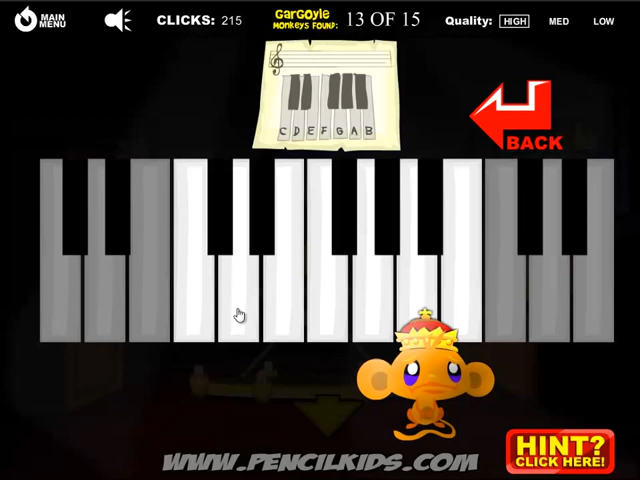 MAIN MENU
CLICKS: 215
GARGOyLE MONKEYS FOUND: 13 OF 15
Quality: HIGH MED LOW
C D E F G A B
BACK
HINT?
CLICK HERE!
WWW.PENCILKIDS.COM